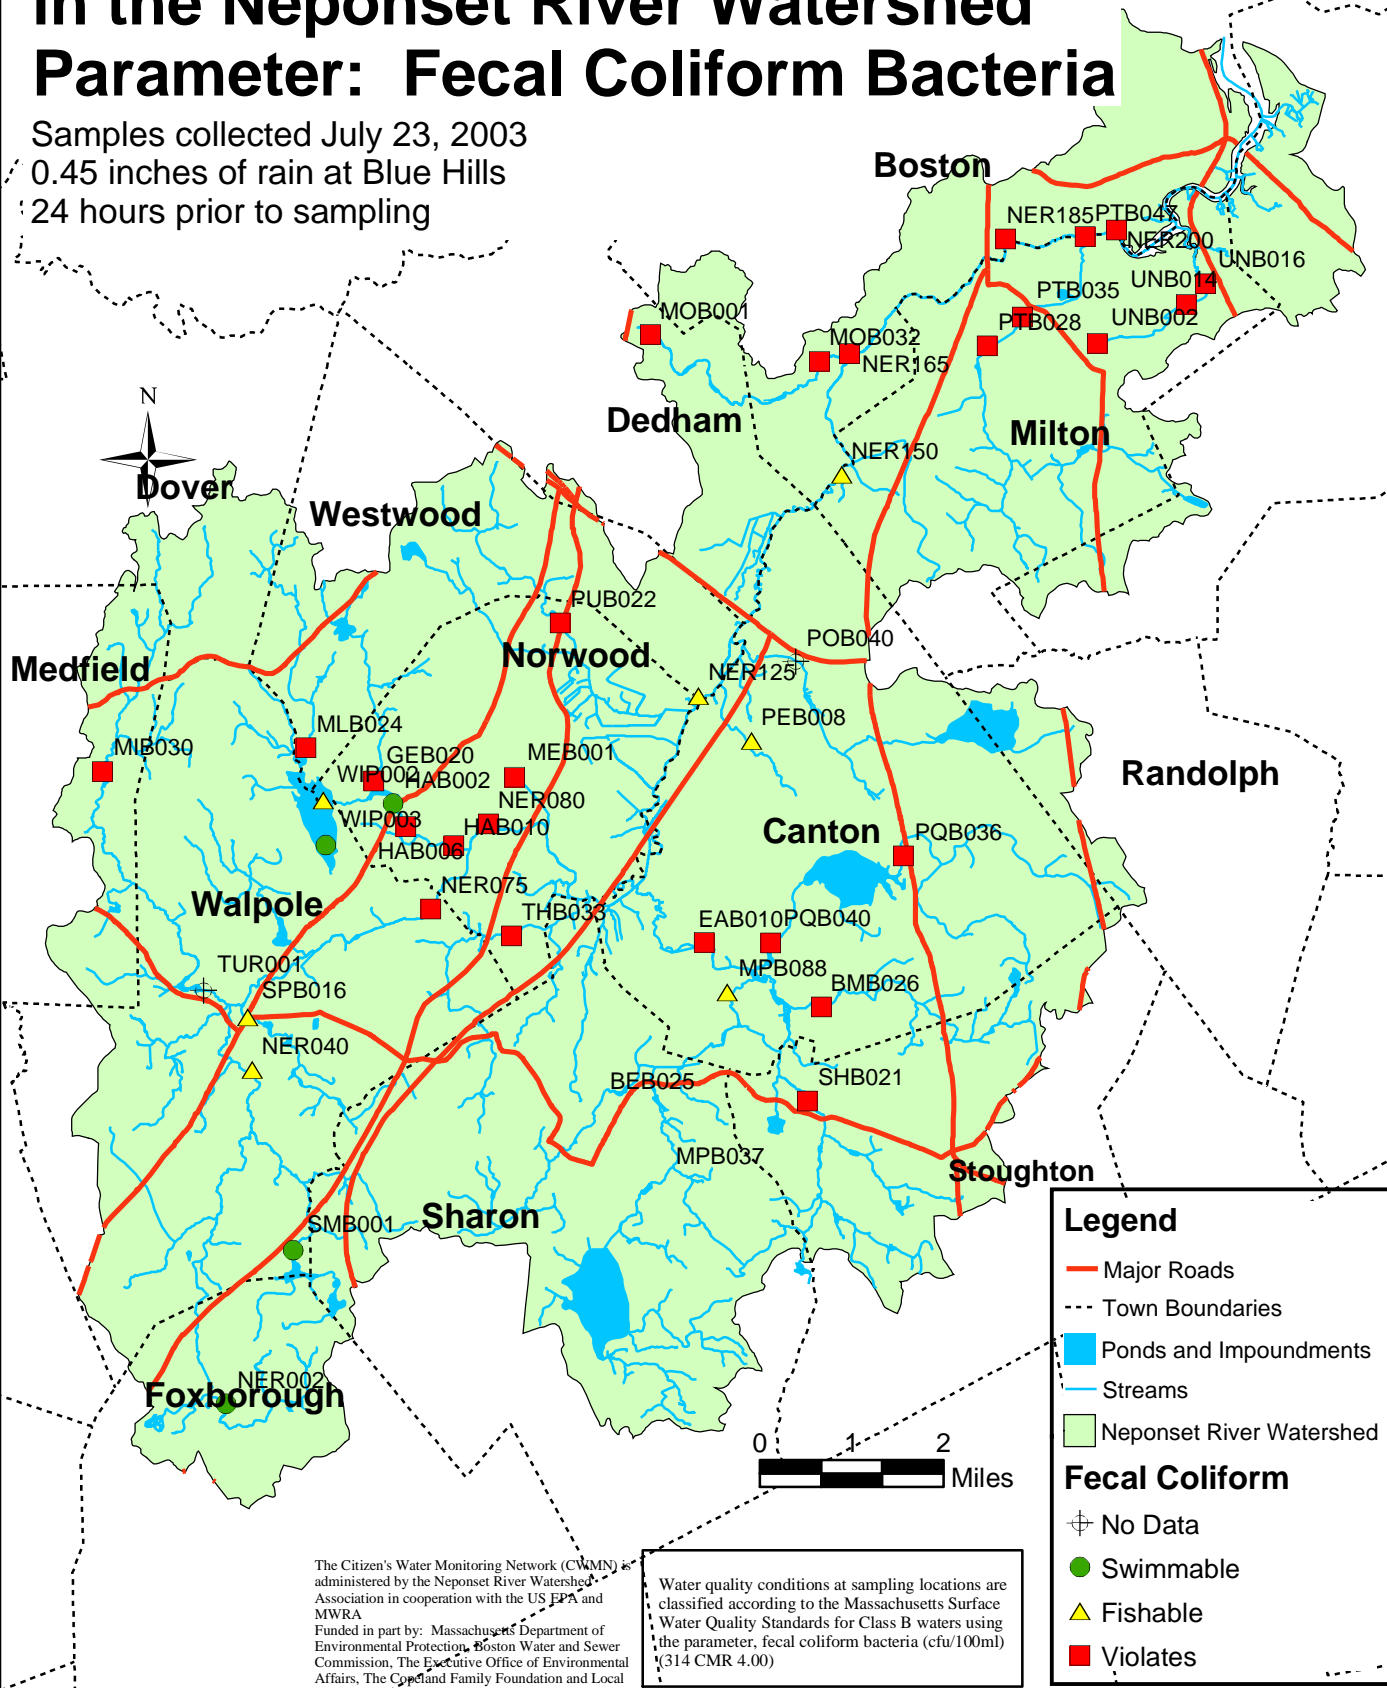 in the Neponset River Watershed
Parameter: Fecal Coliform Bacteria
Samples collected July 23, 2003
0.45 inches of rain at Blue Hills
24 hours prior to sampling
Boston
NER185
PTB047
NER200
UNB016
UNB014
PTB035
UNB002
PTB028
MOB001
MOB032
NER165
N
Dedham
Milton
NER150
Dover
Westwood
PUB022
POB040
Norwood
Medfield
NER125
PEB008
MLB024
MIB030
GEB020
MEB001
WIP002
HAB002
Randolph
NER080
WIP003
HAB010
Canton
PQB036
HAB006
NER075
Walpole
THB033
EAB010
PQB040
TUR001
MPB088
SPB016
BMB026
NER040
BEB025
SHB021
MPB037
Stoughton
SMB001
Sharon
NER002
Foxborough
0 1 2
Miles
Legend
Major Roads
Town Boundaries
Ponds and Impoundments
Streams
Neponset River Watershed
Fecal Coliform
No Data
Swimmable
Fishable
Violates
The Citizen's Water Monitoring Network (CWMN) is
administered by the Neponset River Watershed
Association in cooperation with the US EPA and
MWRA
Funded in part by: Massachusetts Department of
Environmental Protection, Boston Water and Sewer
Commission, The Executive Office of Environmental
Affairs, The Copeland Family Foundation and Local
Water quality conditions at sampling locations are
classified according to the Massachusetts Surface
Water Quality Standards for Class B waters using
the parameter, fecal coliform bacteria (cfu/100ml)
(314 CMR 4.00)